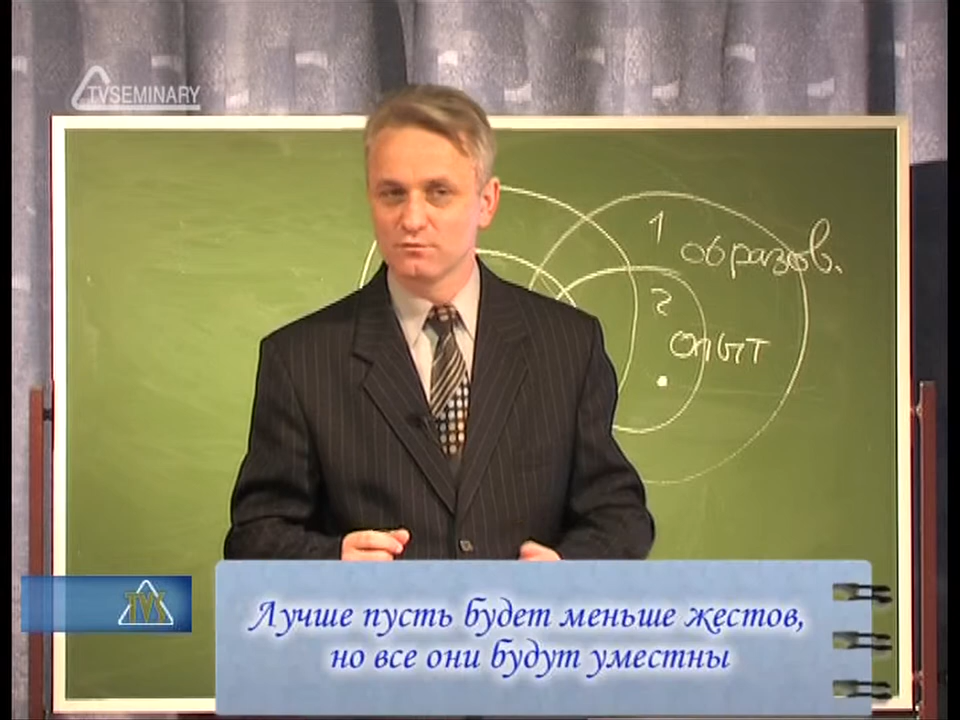 TVSEMINARY
1
образов.
2
опыт
TVS
Лучше пусть будет меньше жестов,
но все они будут уместны